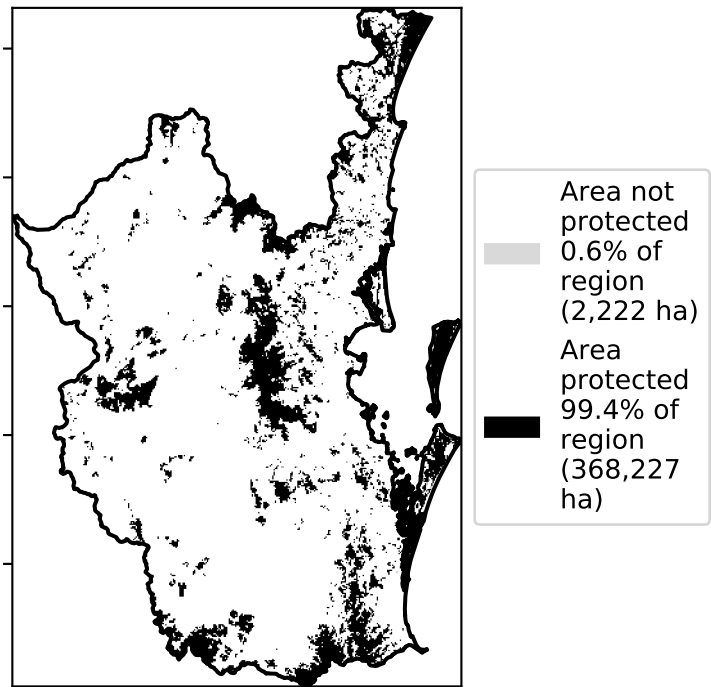 Area not
protected
0.6% of
region
(2,222 ha)
Area
protected
99.4% of
region
(368,227
ha)